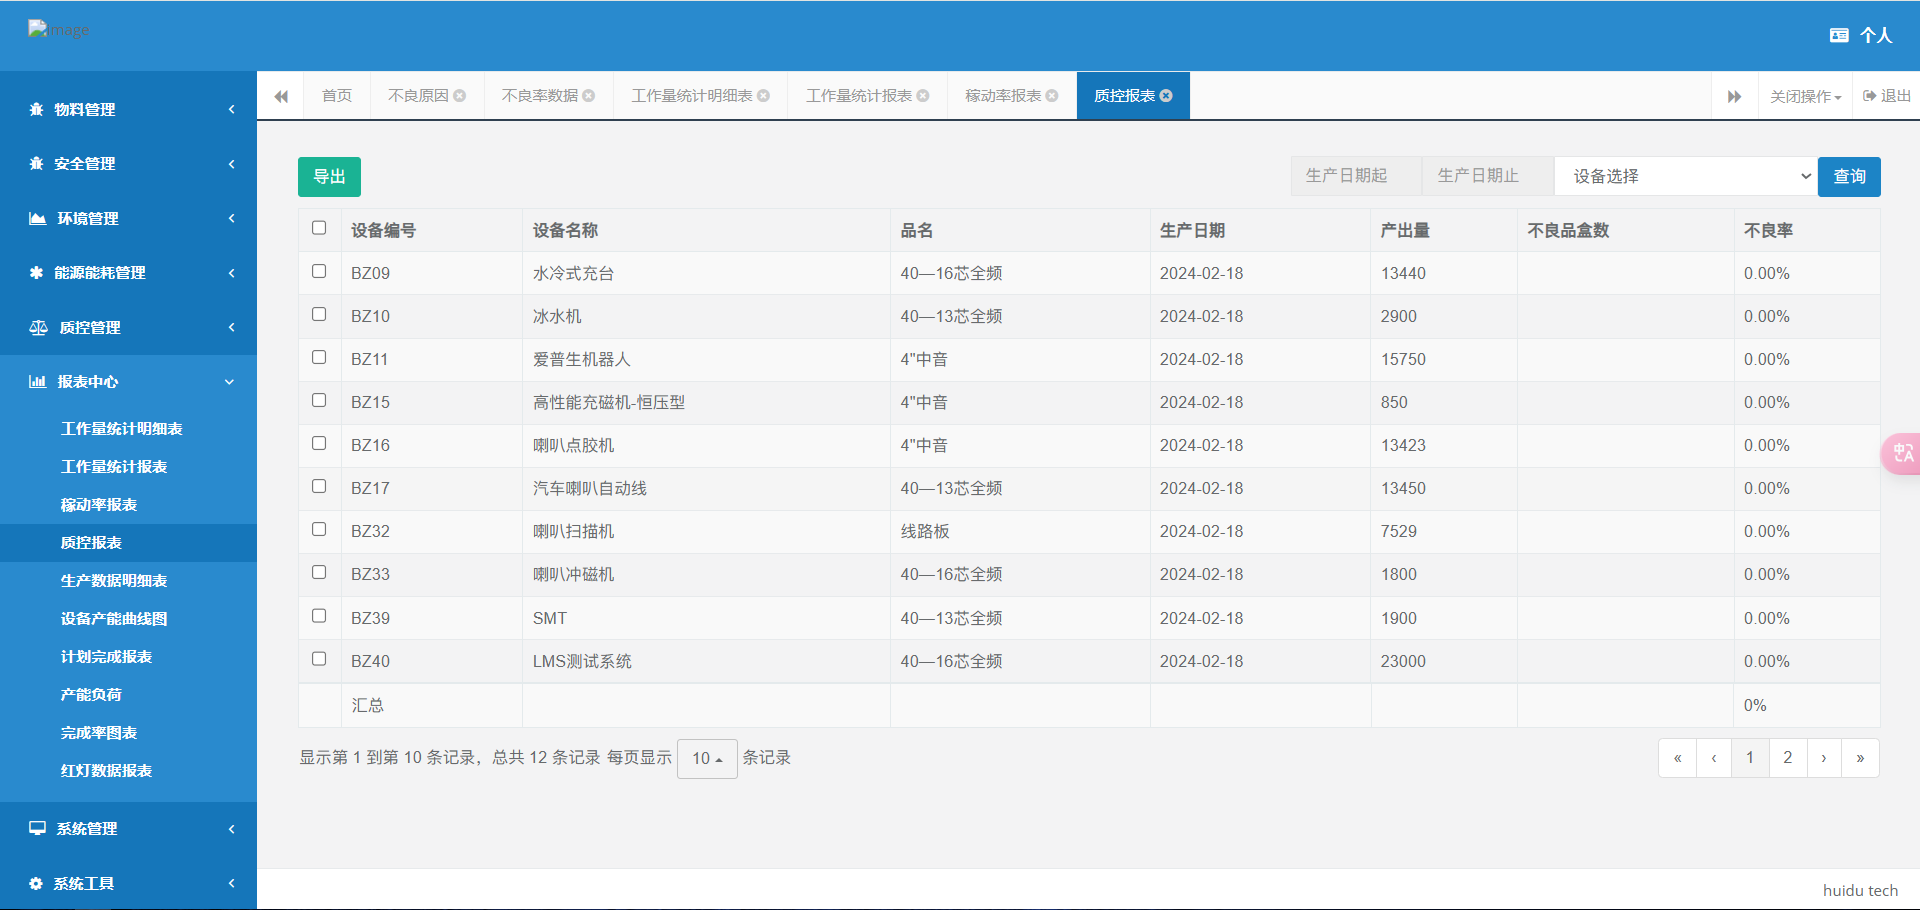 Image
个人
首页 不良原因 不良率数据 工作量统计明细表 工作量统计报表 稼动率报表 质控报表 关闭操作 退出
物料管理
安全管理
环境管理
能源能耗管理
质控管理
报表中心
工作量统计明细表
工作量统计报表
稼动率报表
质控报表
生产数据明细表
设备产能曲线图
计划完成报表
产能负荷
完成率图表
红灯数据报表
系统管理
系统工具
导出 生产日期起 生产日期止 设备选择 查询
设备编号 设备名称 品名 生产日期 产出量 不良品盒数 不良率
BZ09 水冷式充台 40—16芯全频 2024-02-18 13440 0.00%
BZ10 冰水机 40—13芯全频 2024-02-18 2900 0.00%
BZ11 爱普生机器人 4"中音 2024-02-18 15750 0.00%
BZ15 高性能充磁机-恒压型 4"中音 2024-02-18 850 0.00%
BZ16 喇叭点胶机 4"中音 2024-02-18 13423 0.00%
BZ17 汽车喇叭自动线 40—13芯全频 2024-02-18 13450 0.00%
BZ32 喇叭扫描机 线路板 2024-02-18 7529 0.00%
BZ33 喇叭冲磁机 40—16芯全频 2024-02-18 1800 0.00%
BZ39 SMT 40—13芯全频 2024-02-18 1900 0.00%
BZ40 LMS测试系统 40—16芯全频 2024-02-18 23000 0.00%
汇总 0%
显示第 1 到第 10 条记录，总共 12 条记录 每页显示 10 条记录
« ‹ 1 2 › »
中A
huidu tech